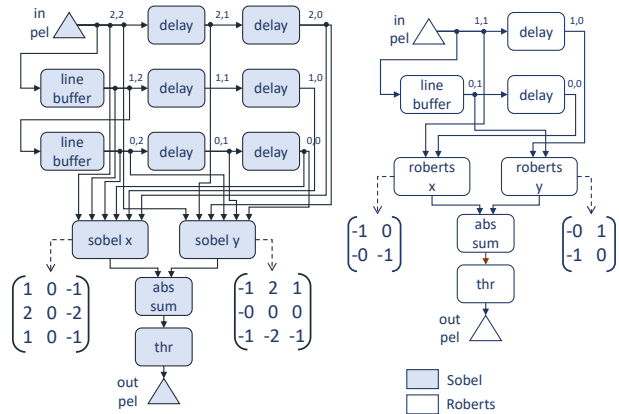 in
pel
2,2
delay
2,1
delay
2,0
line
buffer
1,2
delay
1,1
delay
1,0
line
buffer
0,2
delay
0,1
delay
0,0
sobel x
sobel y
1 0 -1
2 0 -2
1 0 -1
-1 2 1
-0 0 0
-1 -2 -1
abs
sum
thr
out
pel
in
pel
1,1
delay
1,0
line
buffer
0,1
delay
0,0
roberts
x
roberts
y
-1 0
-0 -1
-0 1
-1 0
abs
sum
thr
out
pel
Sobel
Roberts